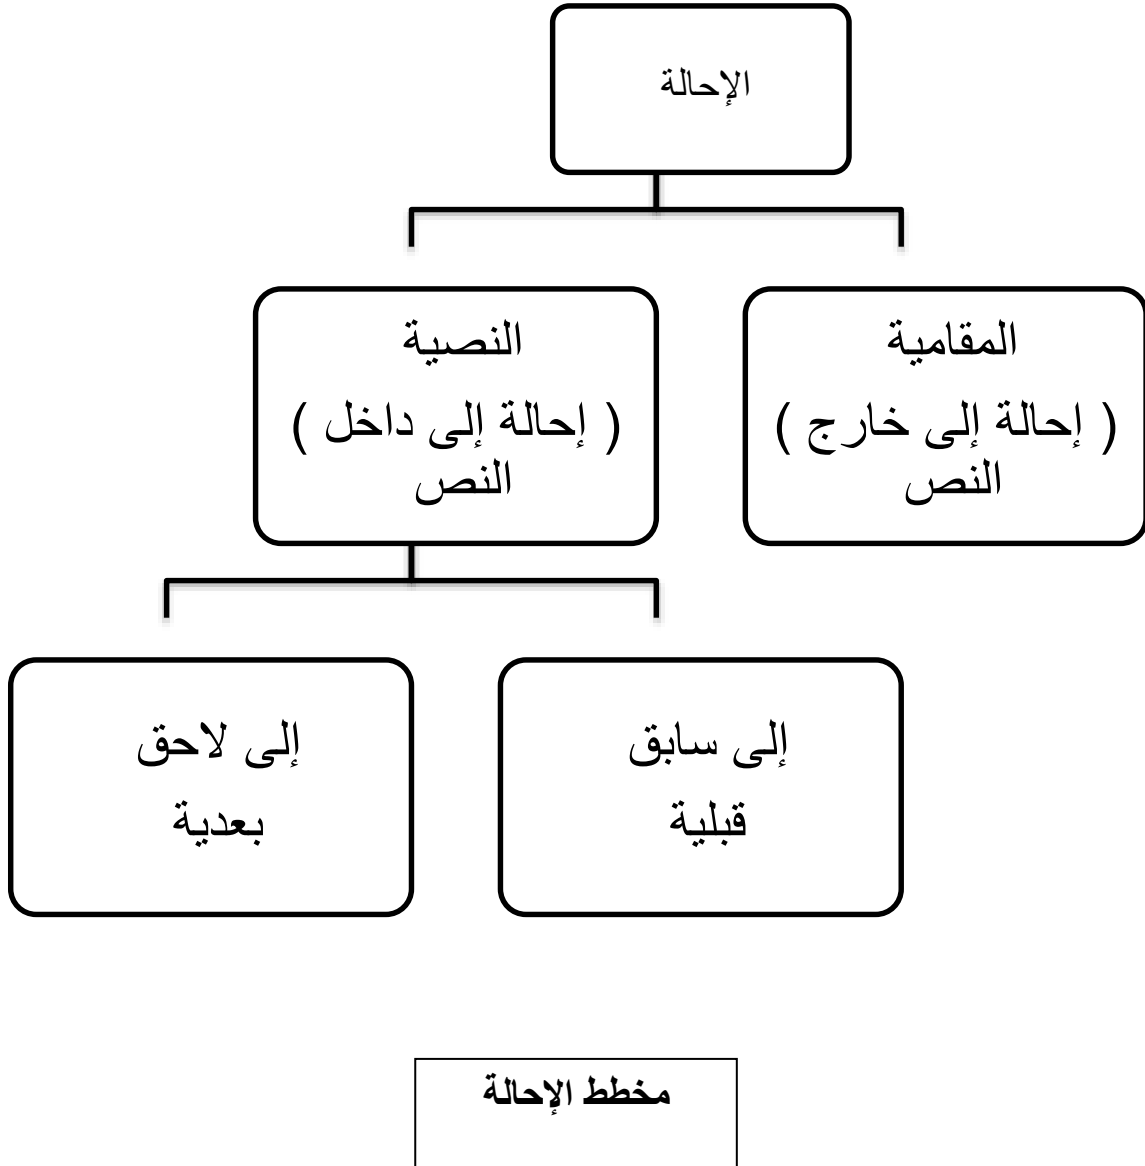 الإحالة
المقامية
( إحالة إلى خارج )
النص
النصية
( إحالة إلى داخل )
النص
إلى سابق
قبلية
إلى لاحق
بعدية
مخطط الإحالة